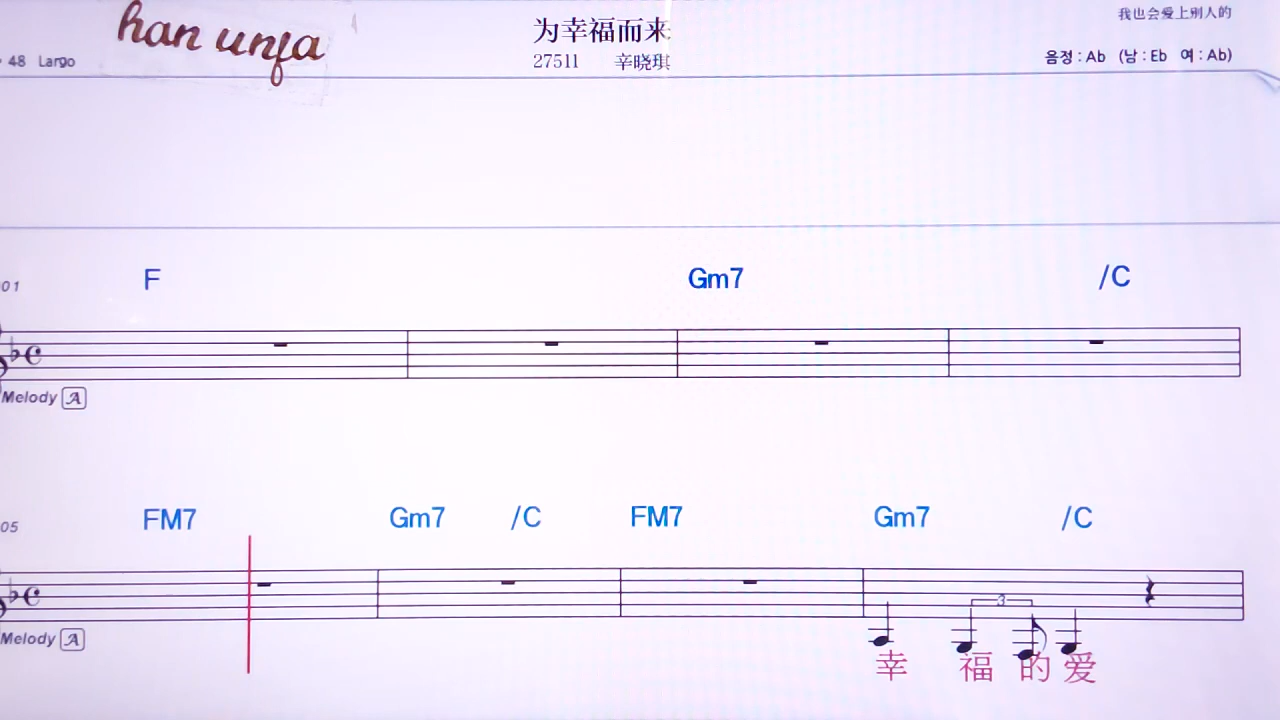 han unfa
为幸福而来
我也会爱上别人的
48 Largo
27511 辛晓琪
음정 : Ab (남 : Eb 여 : Ab)
01
F Gm7 /C
Melody A
05
FM7 Gm7 /C FM7 Gm7 /C
3
Melody A
幸 福 的 爱